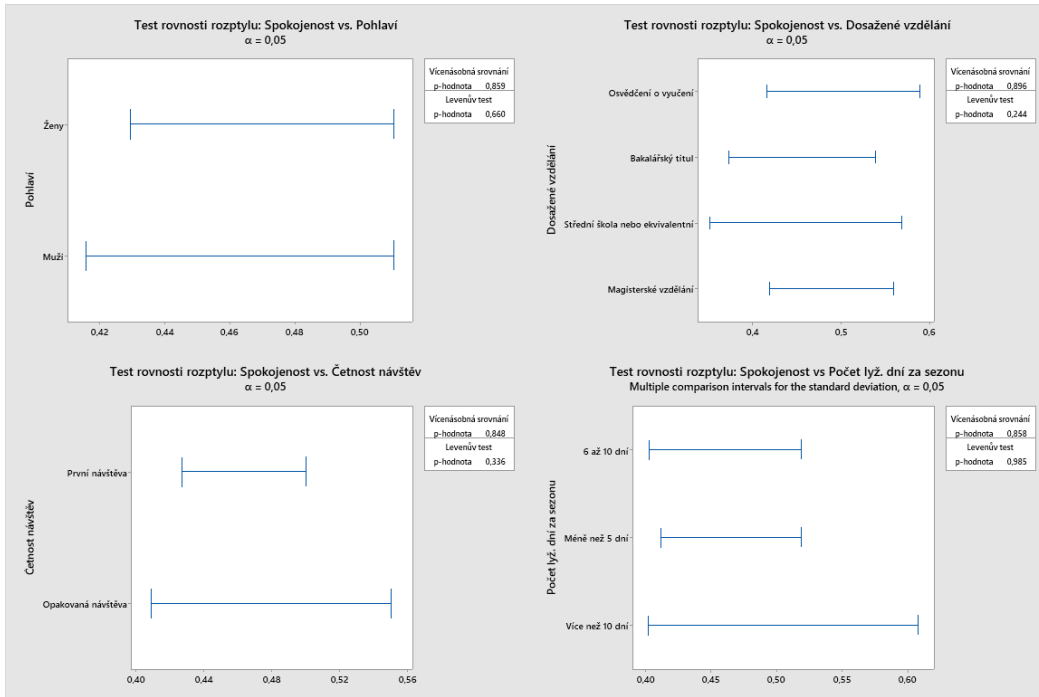 Test rovnosti rozptylu: Spokojenost vs. Pohlaví
α = 0,05
Vícenásobná srovnání
p-hodnota 0,859
Levenův test
p-hodnota 0,660
Pohlaví
Ženy
Muži
0,42 0,44 0,46 0,48 0,50
Test rovnosti rozptylu: Spokojenost vs. Dosažené vzdělání
α = 0,05
Vícenásobná srovnání
p-hodnota 0,896
Levenův test
p-hodnota 0,244
Dosažené vzdělání
Osvědčení o vyučení
Bakalářský titul
Střední škola nebo ekvivalentní
Magisterské vzdělání
0,4 0,5 0,6
Test rovnosti rozptylu: Spokojenost vs. Četnost návštěv
α = 0,05
Vícenásobná srovnání
p-hodnota 0,848
Levenův test
p-hodnota 0,336
Četnost návštěv
První návštěva
Opakovaná návštěva
0,40 0,44 0,48 0,52 0,56
Test rovnosti rozptylu: Spokojenost vs Počet lyž. dní za sezonu
Multiple comparison intervals for the standard deviation, α = 0,05
Vícenásobná srovnání
p-hodnota 0,858
Levenův test
p-hodnota 0,985
Počet lyž. dní za sezonu
6 až 10 dní
Méně než 5 dní
Více než 10 dní
0,40 0,45 0,50 0,55 0,60